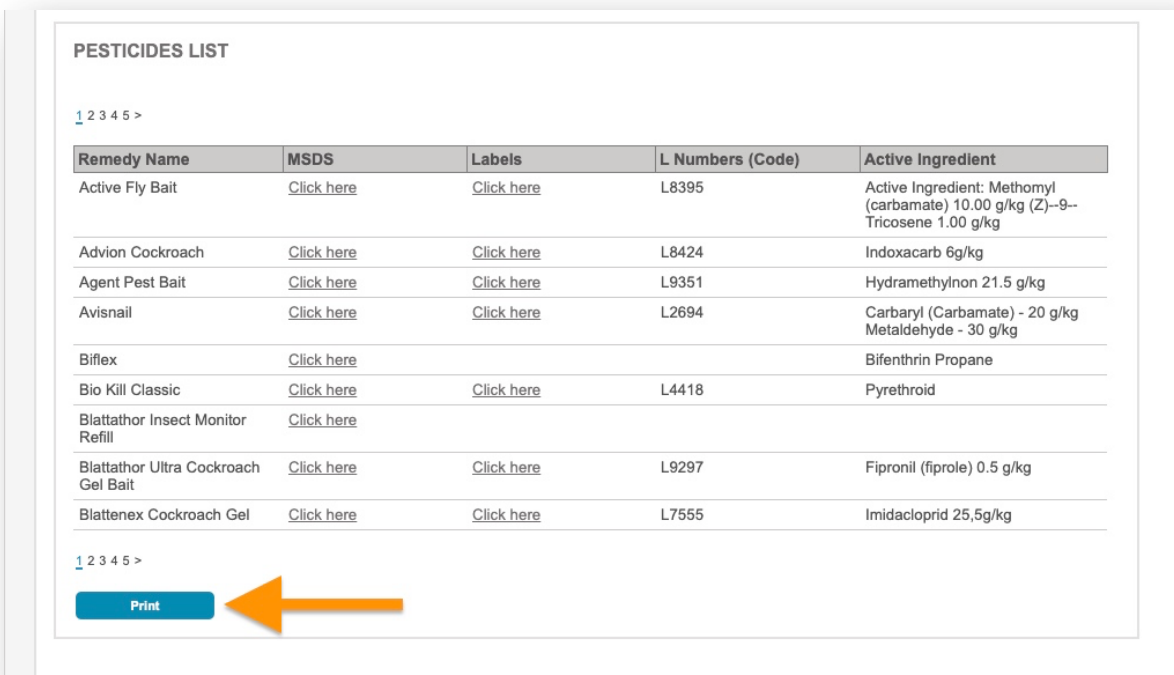 PESTICIDES LIST
1 2 3 4 5 >
Remedy Name MSDS Labels L Numbers (Code) Active Ingredient
Active Fly Bait Click here Click here L8395 Active Ingredient: Methomyl
(carbamate) 10.00 g/kg (Z)--9--
Tricosene 1.00 g/kg
Advion Cockroach Click here Click here L8424 Indoxacarb 6g/kg
Agent Pest Bait Click here Click here L9351 Hydramethylnon 21.5 g/kg
Avisnail Click here Click here L2694 Carbaryl (Carbamate) - 20 g/kg
Metaldehyde - 30 g/kg
Biflex Click here Bifenthrin Propane
Bio Kill Classic Click here Click here L4418 Pyrethroid
Blattathor Insect Monitor Click here
Refill
Blattathor Ultra Cockroach Click here Click here L9297 Fipronil (fiprole) 0.5 g/kg
Gel Bait
Blattenex Cockroach Gel Click here Click here L7555 Imidacloprid 25,5g/kg
1 2 3 4 5 >
Print